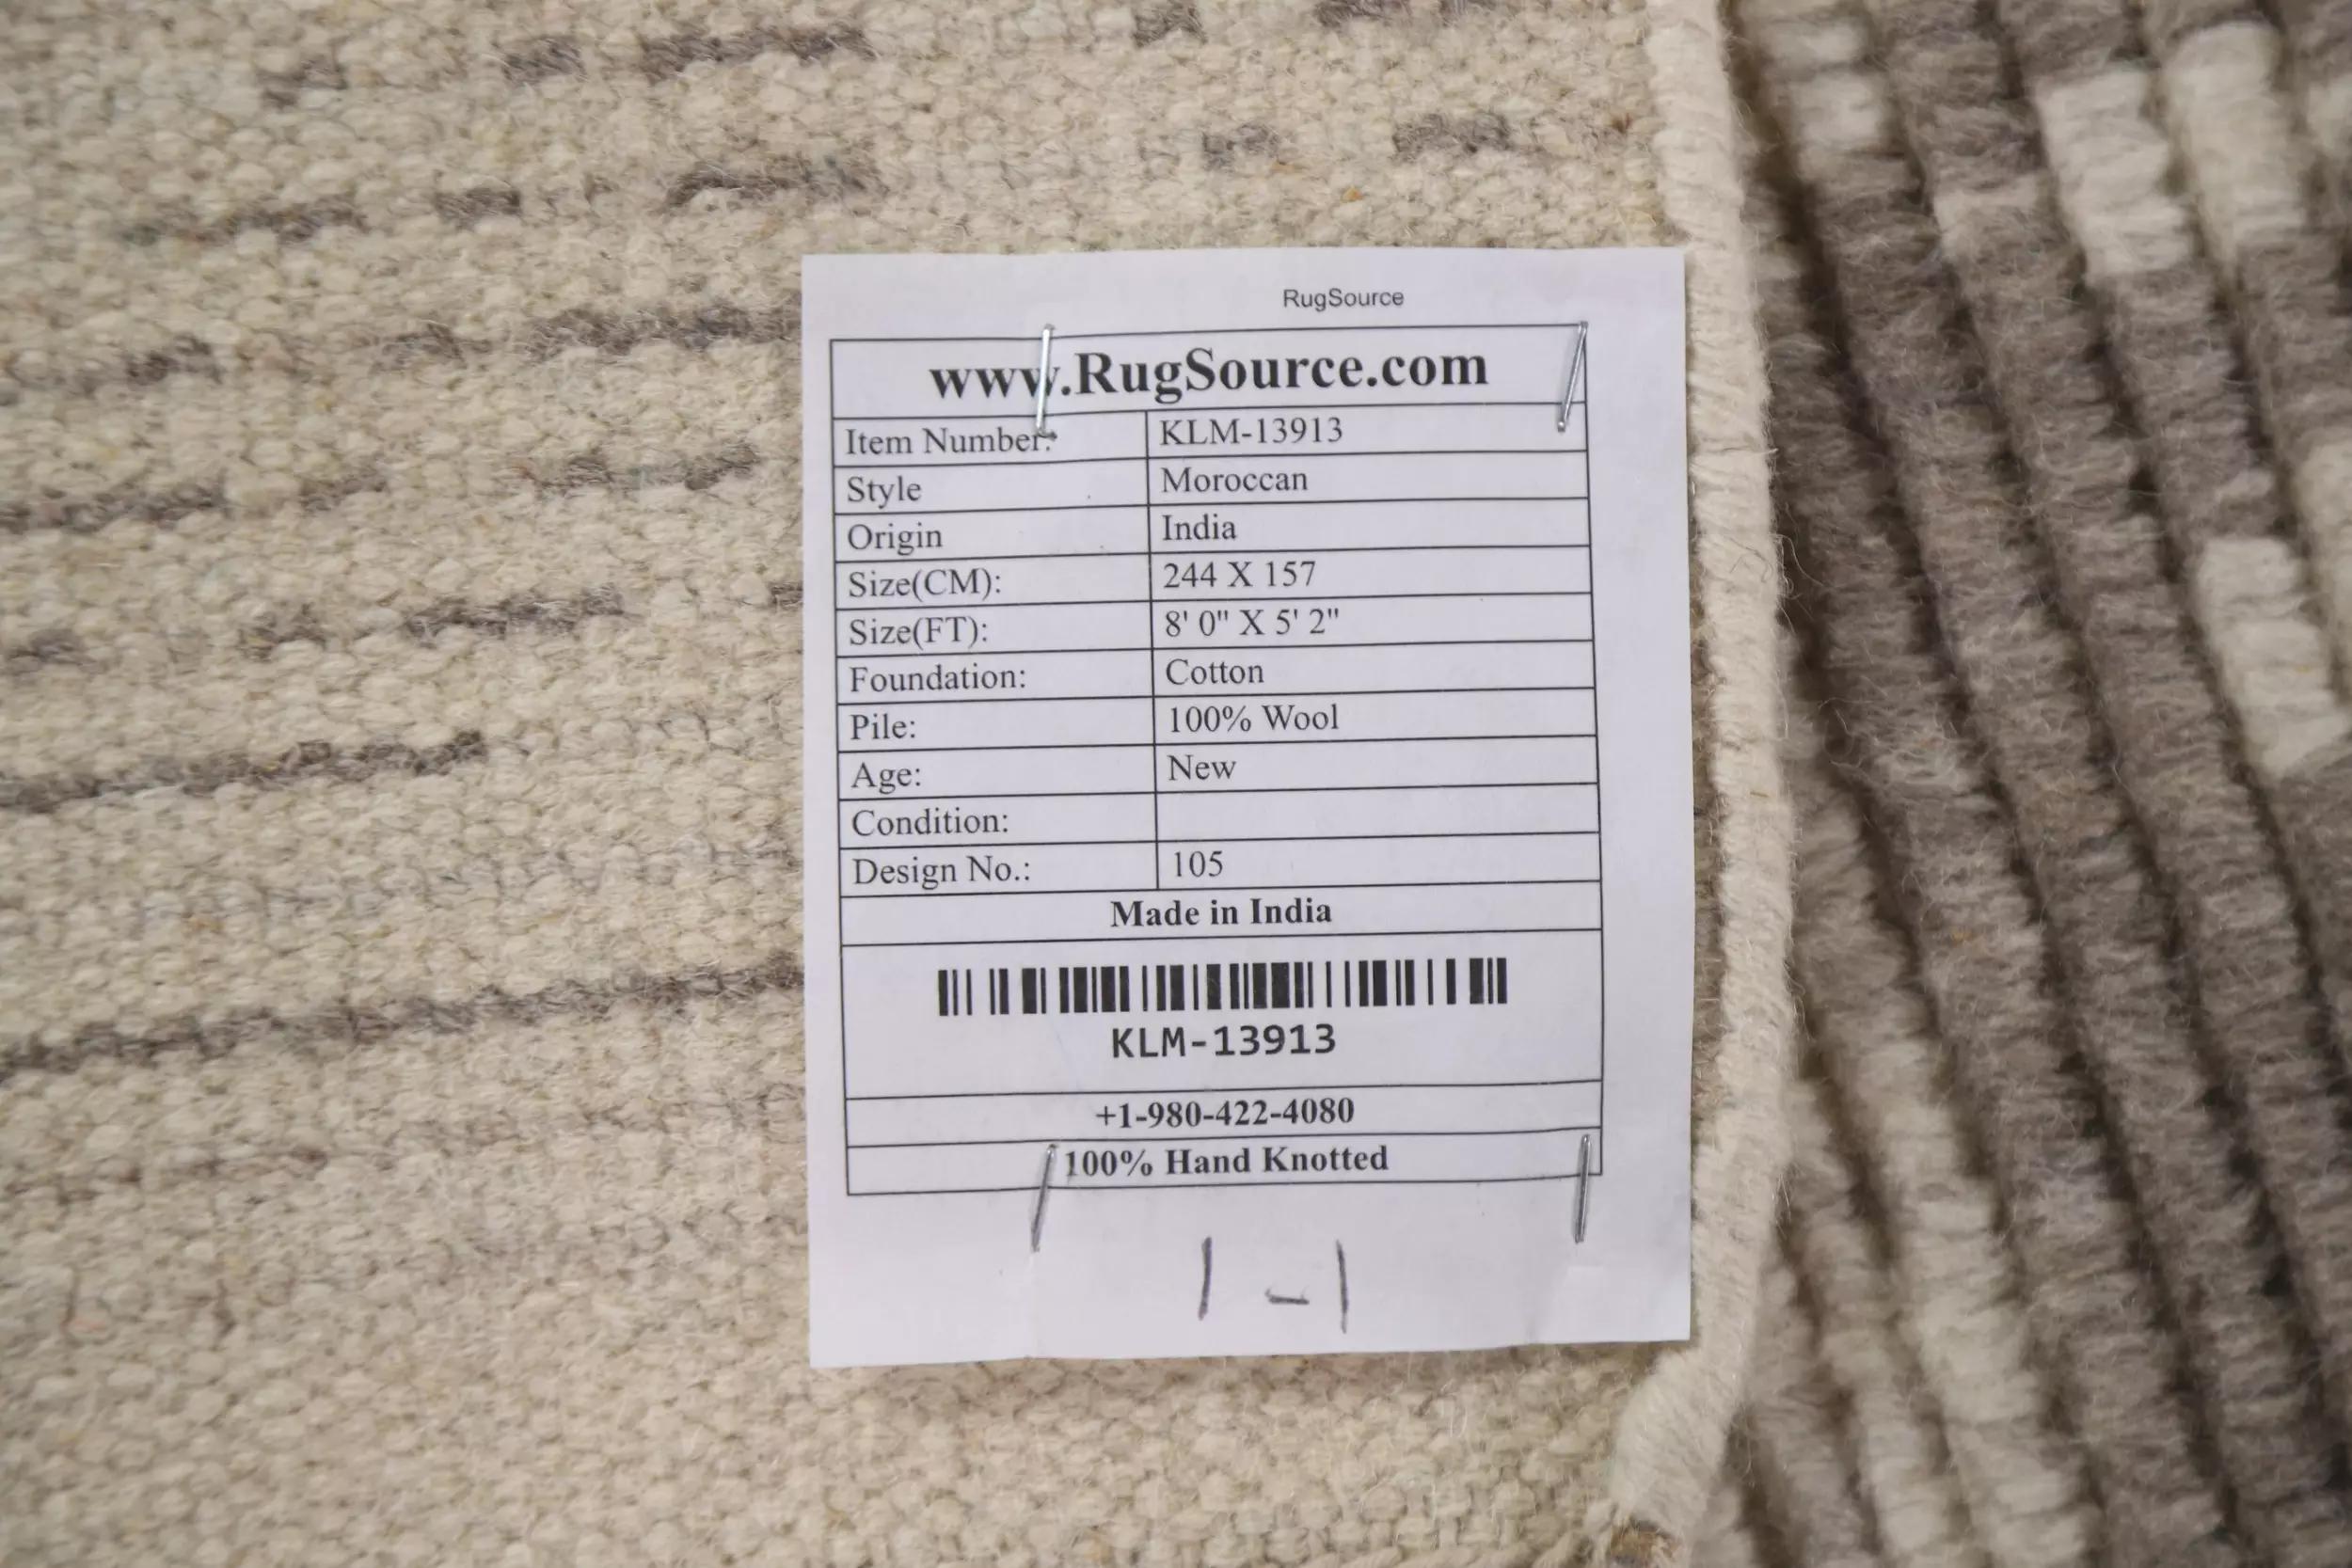 RugSource
www.RugSource.com
Item Number: KLM-13913
Style Moroccan
Origin India
Size(CM): 244 X 157
Size(FT): 8' 0" X 5' 2"
Foundation: Cotton
Pile: 100% Wool
Age: New
Condition:
Design No.: 105
Made in India
KLM-13913
+1-980-422-4080
100% Hand Knotted
1-1